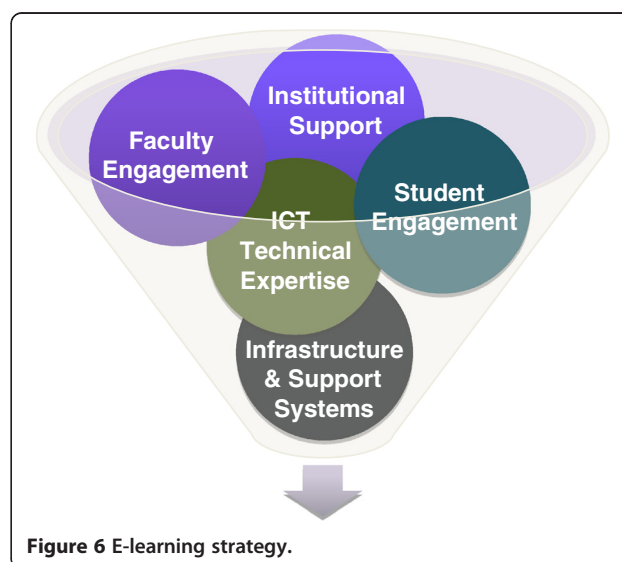 Institutional
Support
Faculty
Engagement
Student
Engagement
ICT
Technical
Expertise
Infrastructure
& Support
Systems
Figure 6 E-learning strategy.